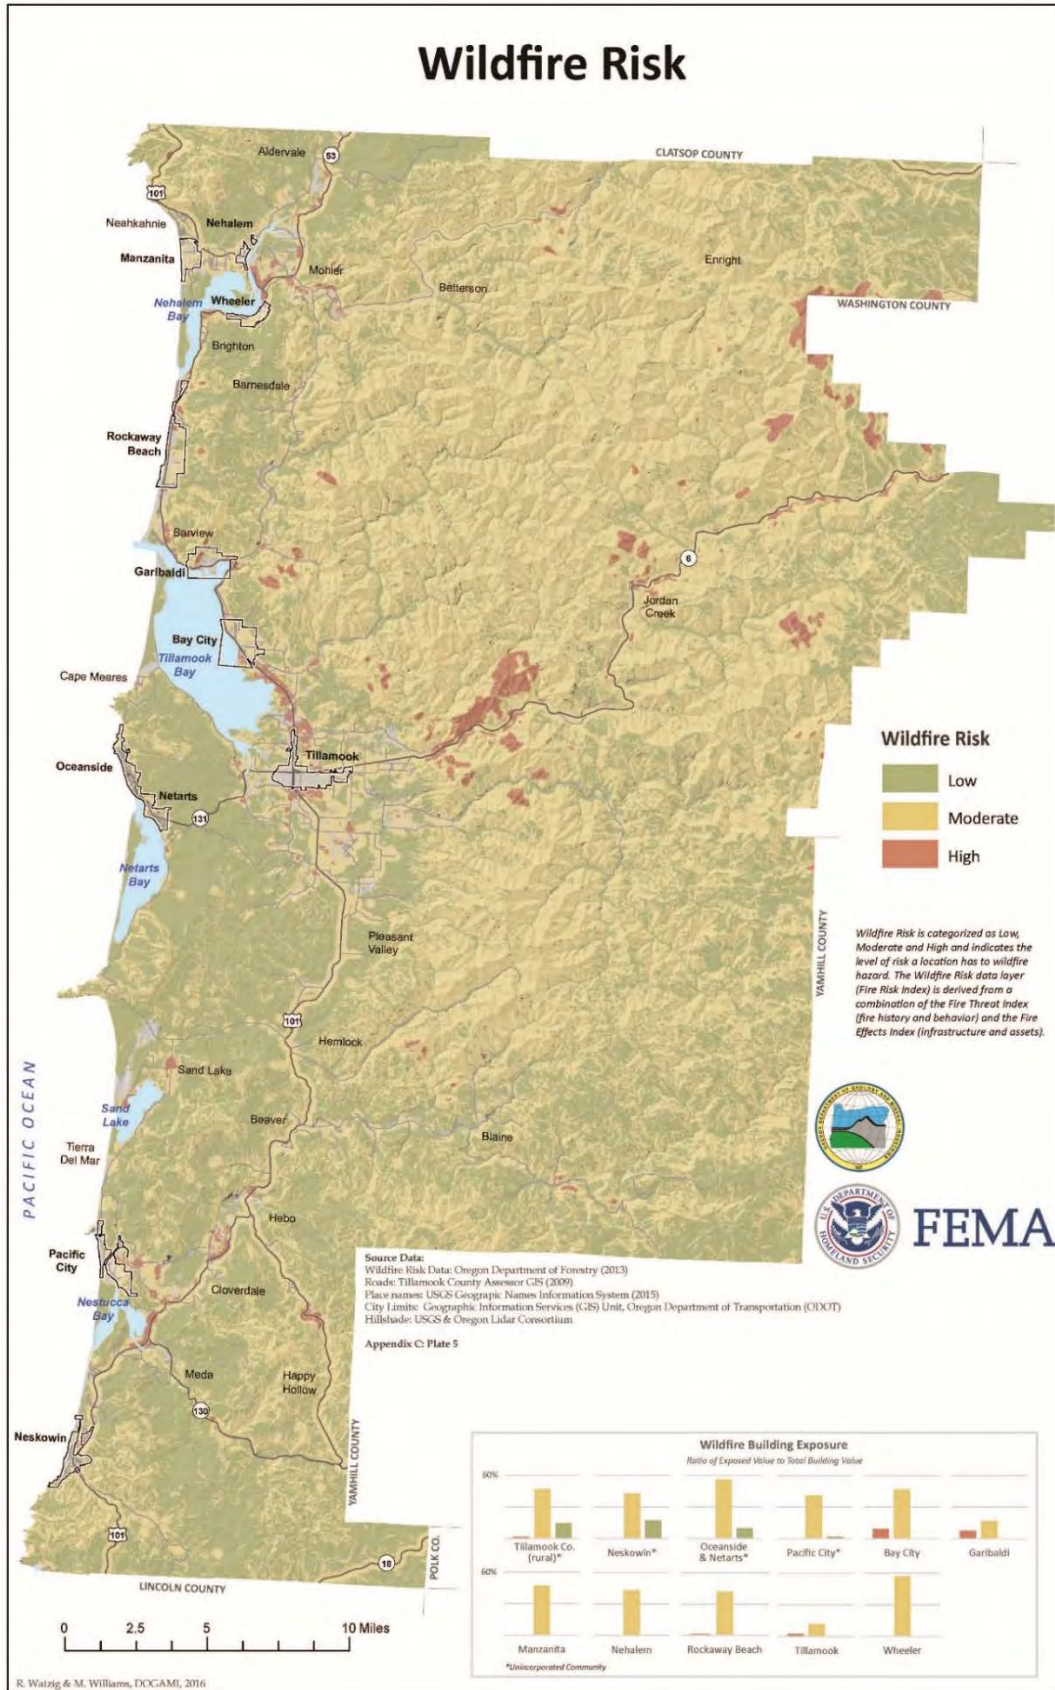 Wildfire Risk
CLATSOP COUNTY
Aldervale
53
101
Neahkahnie
Nehalem
Manzanita
Mohler
Enright
Batterson
Nehalem
Bay
Wheeler
WASHINGTON COUNTY
Brighton
Barnesdale
Rockaway
Beach
Barview
Garibaldi
6
Jordan
Creek
Bay City
Tillamook
Bay
Cape Meares
Tillamook
Oceanside
Netarts
131
Netarts
Bay
Wildfire Risk
Low
Moderate
High
Pleasant
Valley
YAMHILL COUNTY
Wildfire Risk is categorized as Low,
Moderate and High and indicates the
level of risk a location has to wildfire
hazard. The Wildfire Risk data layer
(Fire Risk Index) is derived from a
combination of the Fire Threat Index
(fire history and behavior) and the Fire
Effects Index (infrastructure and assets).
101
Hemlock
PACIFIC OCEAN
Sand Lake
Sand
Lake
Beaver
Blaine
Tierra
Del Mar
U.S. DEPARTMENT OF
HOMELAND SECURITY
FEMA
Hebo
Pacific
City
Cloverdale
Nestucca
Bay
Source Data:
Wildfire Risk Data: Oregon Department of Forestry (2013)
Roads: Tillamook County Assessor GIS (2009)
Place names: USGS Geograpic Names Information System (2015)
City Limits: Geographic Information Services (GIS) Unit, Oregon Department of Transportation (ODOT)
Hillshade: USGS & Oregon Lidar Consortium
Appendix C: Plate 5
Meda
Happy
Hollow
130
Neskowin
YAMHILL COUNTY
101
18
POLK CO.
LINCOLN COUNTY
0 2.5 5 10 Miles
Wildfire Building Exposure
Ratio of Exposed Value to Total Building Value
60%
Tillamook Co.
(rural)*
Neskowin*
Oceanside
& Netarts*
Pacific City*
Bay City
Garibaldi
60%
Manzanita
Nehalem
Rockaway Beach
Tillamook
Wheeler
*Unincorporated Community
R. Watzig & M. Williams, DOGAMI, 2016